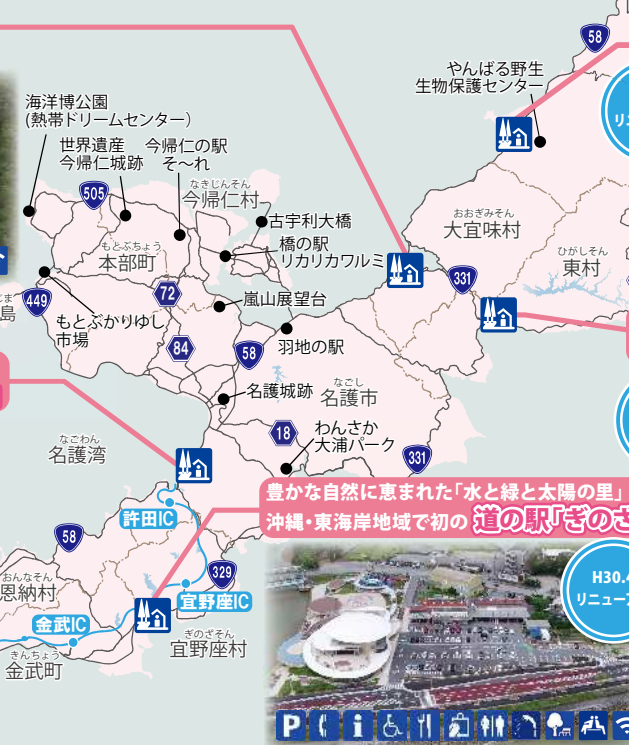 58
やんばる野生
生物保護センター
海洋博公園
(熱帯ドリームセンター)
世界遺産
今帰仁城跡
今帰仁の駅
そ～れ
505
なきじんそん
今帰仁村
古宇利大橋
橋の駅
リカリカワルミ
おおぎみそん
大宜味村
ひがしそん
東村
もとぶちょう
本部町
331
449
72
嵐山展望台
もとぶかりゆし
市場
84
58
羽地の駅
名護城跡
なごし
名護市
なごわん
名護湾
18
わんさか
大浦パーク
331
豊かな自然に恵まれた「水と緑と太陽の里」
沖縄・東海岸地域で初の 道の駅「ぎのざ
許田IC
58
329
おんなそん
恩納村
宜野座IC
金武IC
ぎのざそん
宜野座村
きんちょう
金武町
H30.4
P
i